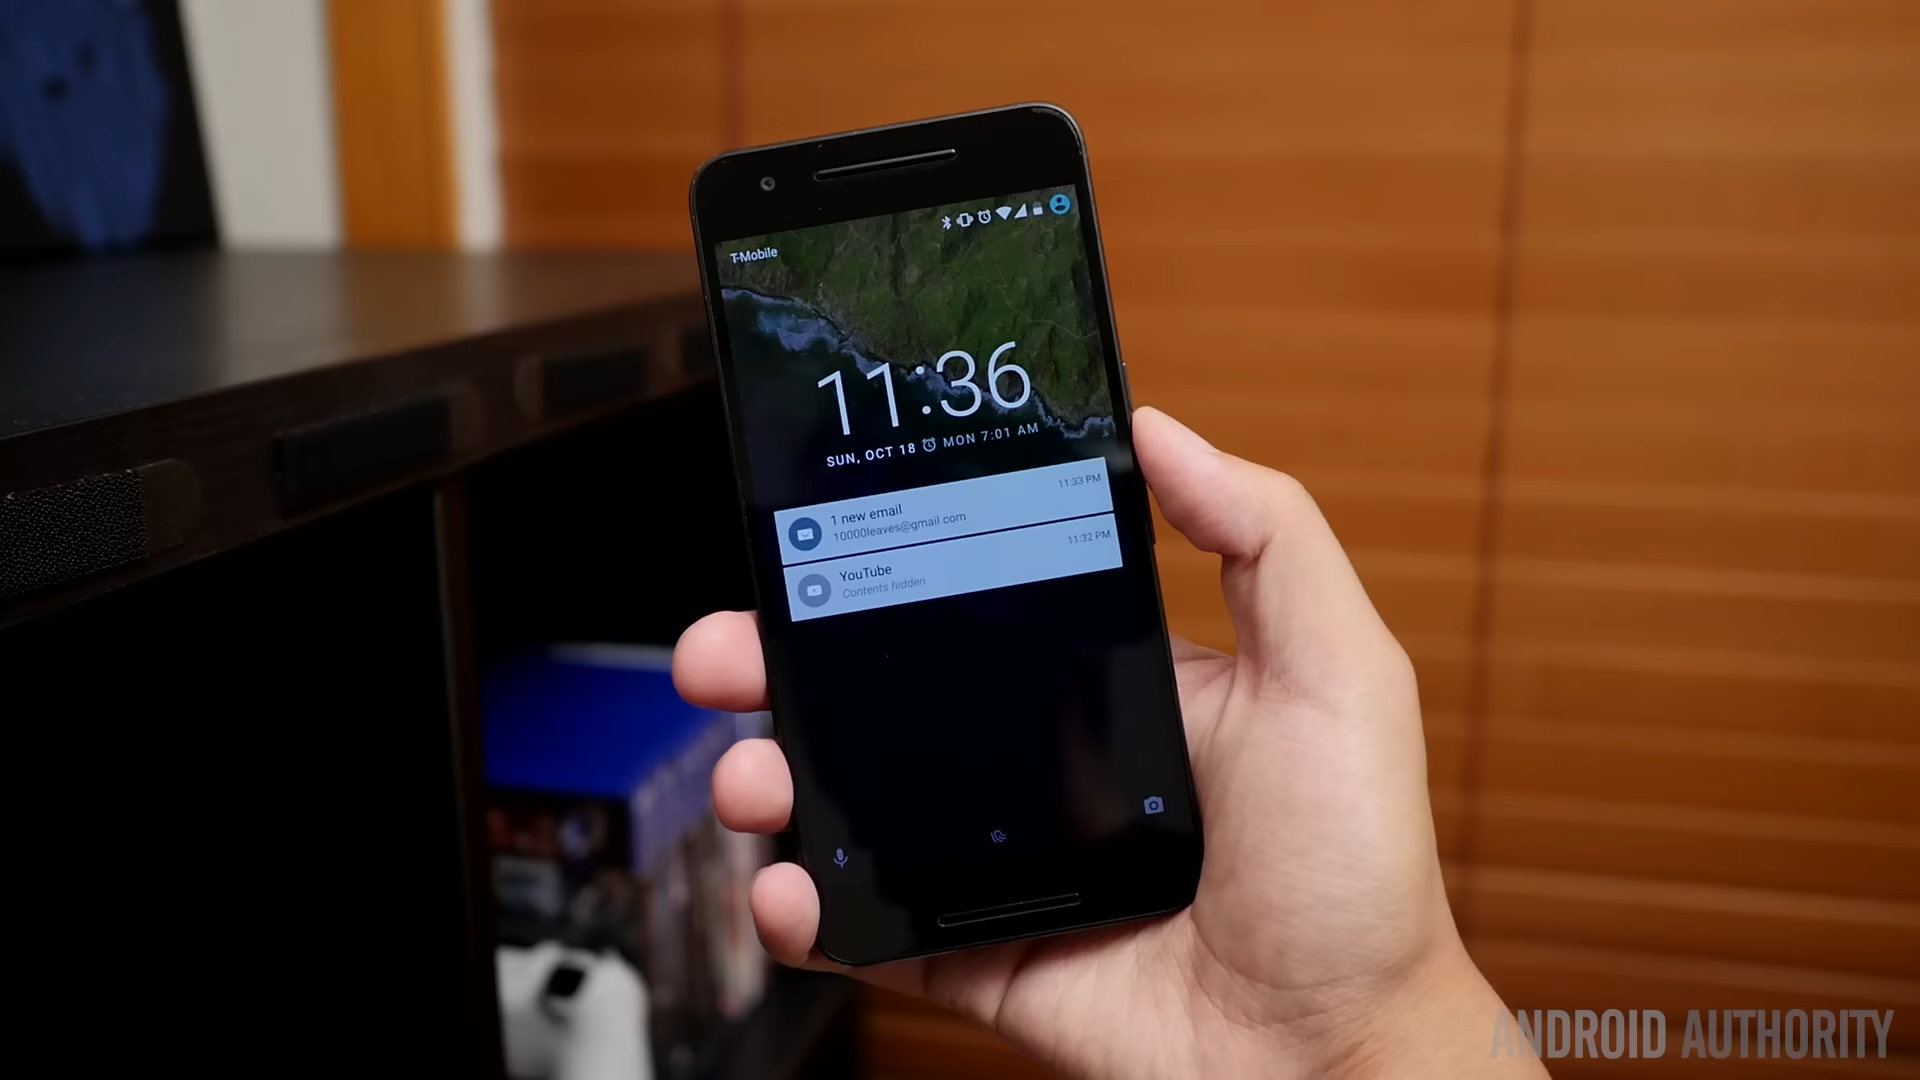 T-Mobile
11:36
SUN, OCT 18 MON 7:01 AM
1 new email 11:33 PM
10000leaves@gmail.com
YouTube 11:32 PM
Contents hidden
ANDROID AUTHORITY